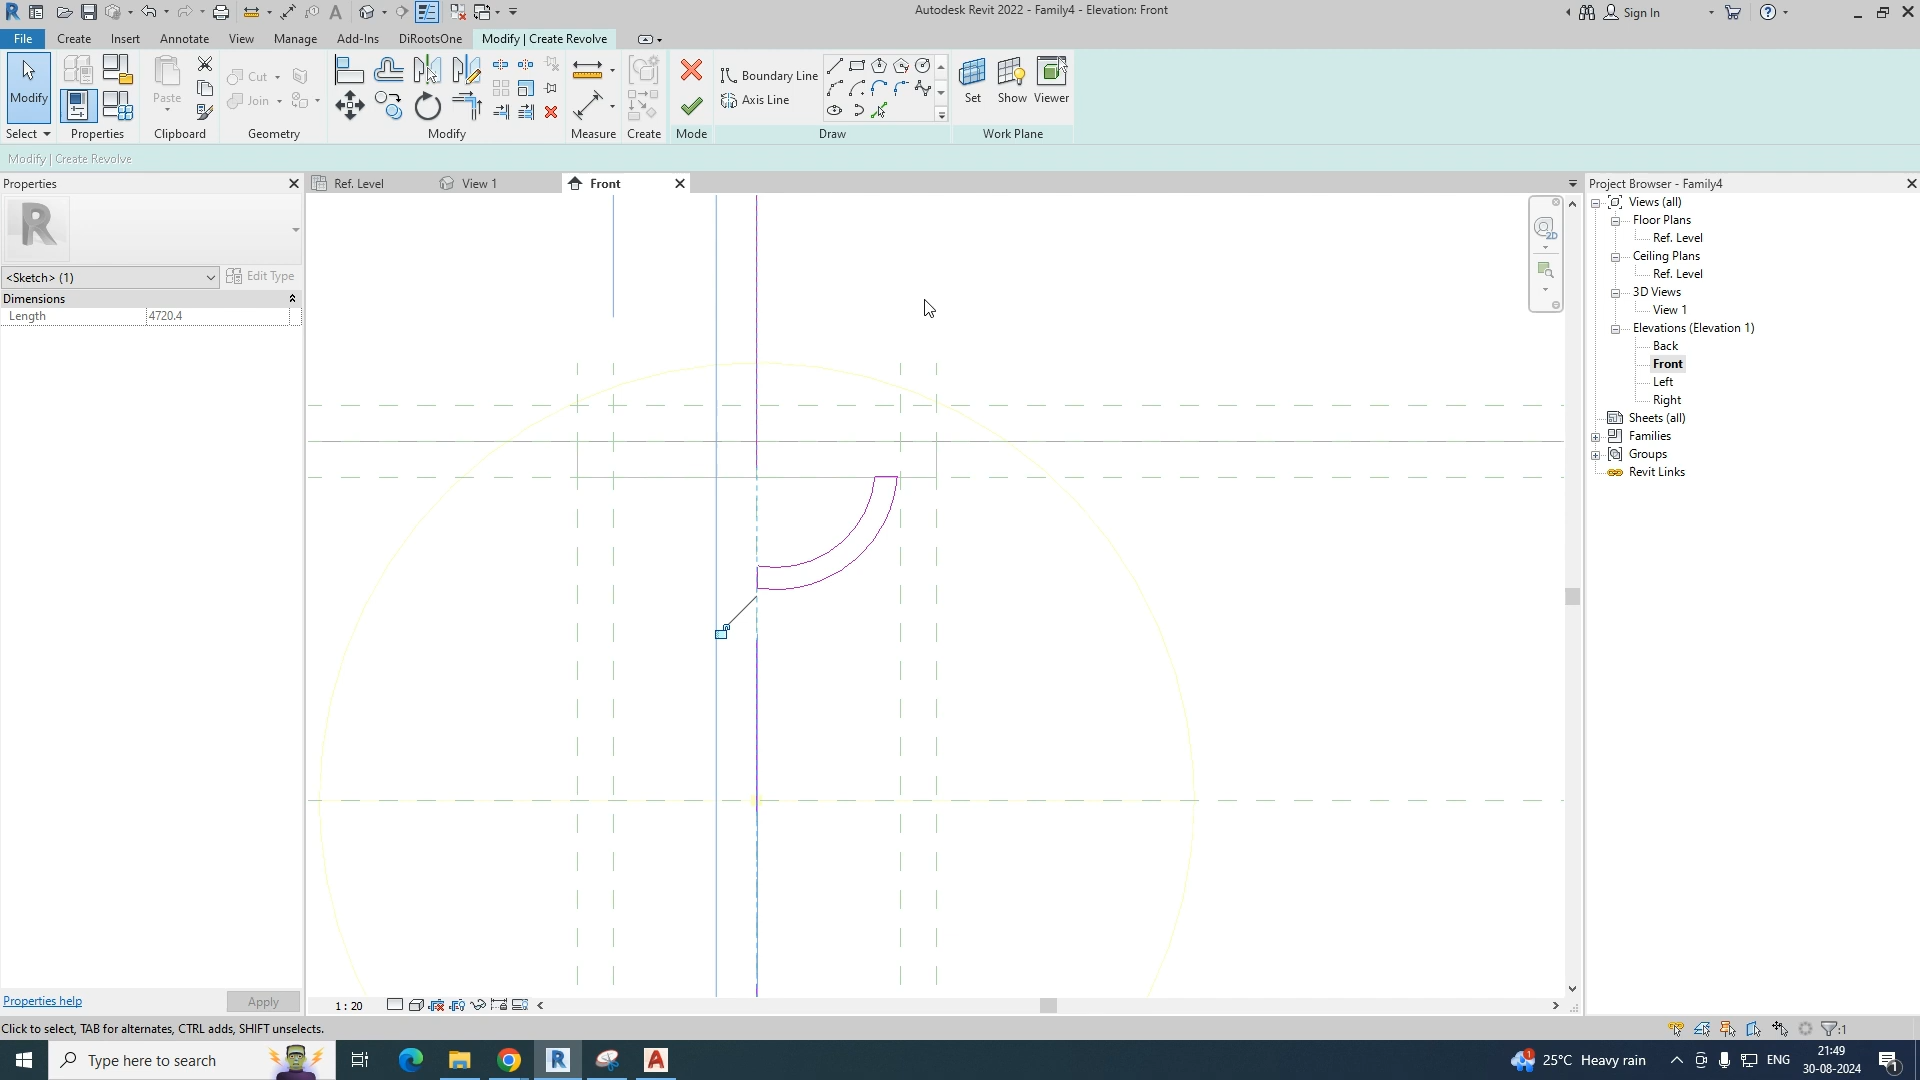 Autodesk Revit 2022 - Family4 - Elevation: Front
Sign In
File
Create
Insert
Annotate
View
Manage
Add-Ins
DiRootsOne
Modify | Create Revolve
Modify
Paste
Cut
Join
Boundary Line
Axis Line
Set
Show
Viewer
Select
Properties
Clipboard
Geometry
Modify
Measure
Create
Mode
Draw
Work Plane
Modify | Create Revolve
Properties
R
<Sketch> (1)
Edit Type
Dimensions
Length
4720.4
Properties help
Apply
Ref. Level
View 1
Front
2D
1 : 20
Project Browser - Family4
Views (all)
Floor Plans
Ref. Level
Ceiling Plans
Ref. Level
3D Views
View 1
Elevations (Elevation 1)
Back
Front
Left
Right
Sheets (all)
Families
Groups
Revit Links
Click to select, TAB for alternates, CTRL adds, SHIFT unselects.
:1
Type here to search
25°C Heavy rain
ENG
21:49
30-08-2024
1